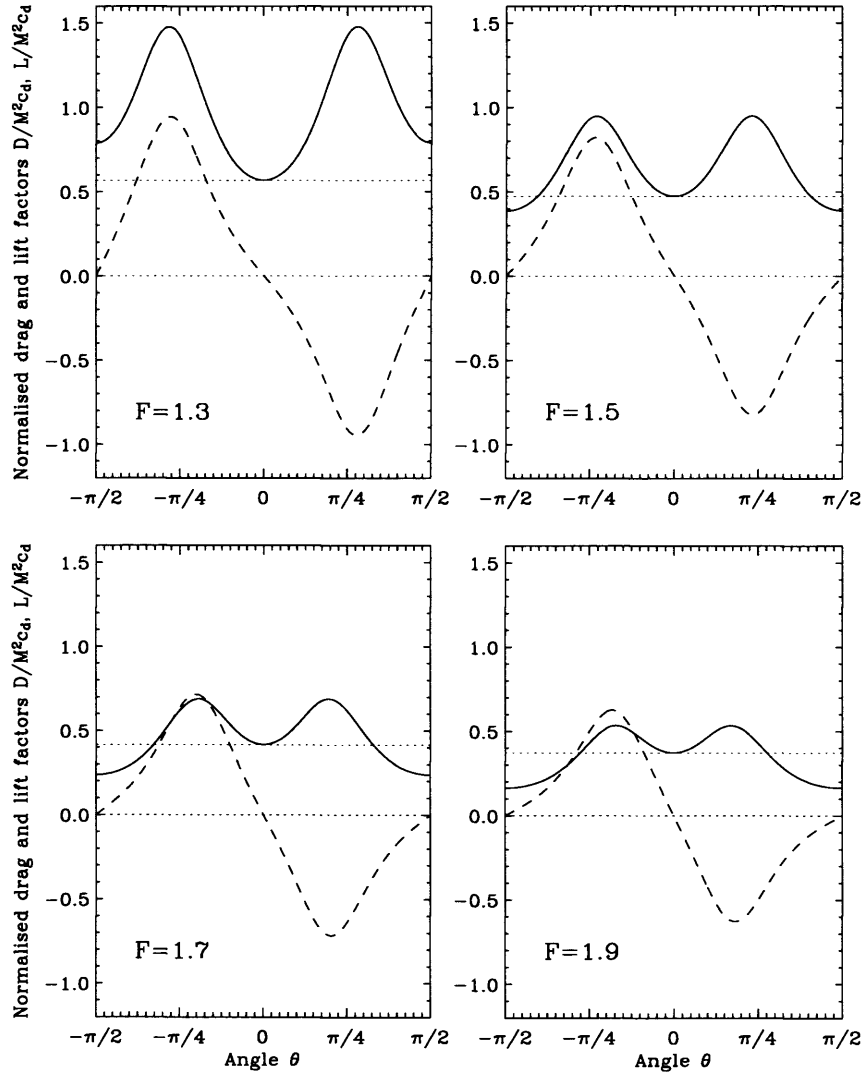 Normalised drag and lift factors D/M²c_d, L/M²c_d
1.5
1.0
0.5
0.0
−0.5
−1.0
F=1.3
−π/2
−π/4
0
π/4
π/2
1.5
1.0
0.5
0.0
−0.5
−1.0
F=1.5
−π/2
−π/4
0
π/4
π/2
Normalised drag and lift factors D/M²c_d, L/M²c_d
1.5
1.0
0.5
0.0
−0.5
−1.0
F=1.7
−π/2
−π/4
0
π/4
π/2
Angle θ
1.5
1.0
0.5
0.0
−0.5
−1.0
F=1.9
−π/2
−π/4
0
π/4
π/2
Angle θ